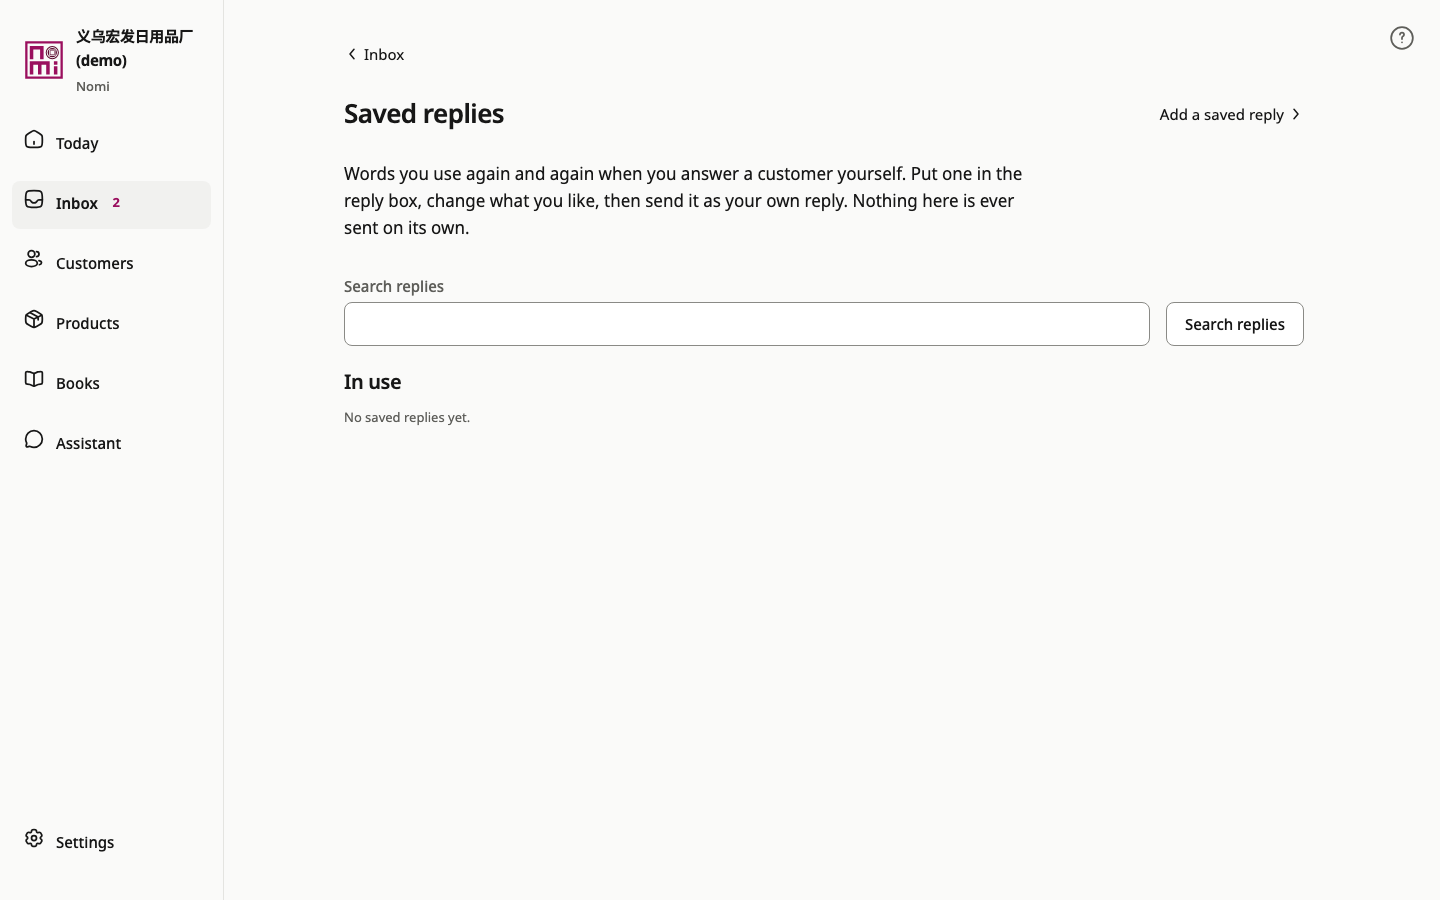 义乌宏发日用品厂
(demo)
Nomi
Today
Inbox 2
Customers
Products
Books
Assistant
Settings
Inbox
Saved replies
Add a saved reply
Words you use again and again when you answer a customer yourself. Put one in the
reply box, change what you like, then send it as your own reply. Nothing here is ever
sent on its own.
Search replies
Search replies
In use
No saved replies yet.